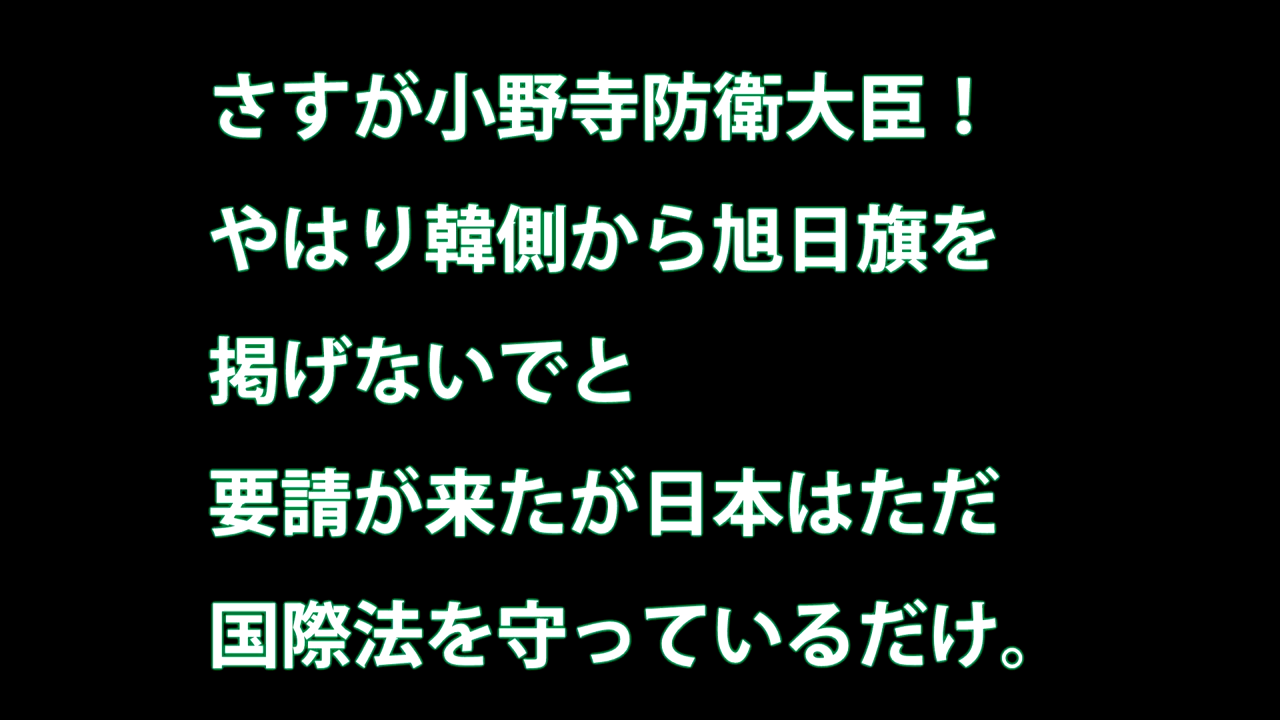 さすが小野寺防衛大臣！
やはり韓側から旭日旗を
掲げないでと
要請が来たが日本はただ
国際法を守っているだけ。